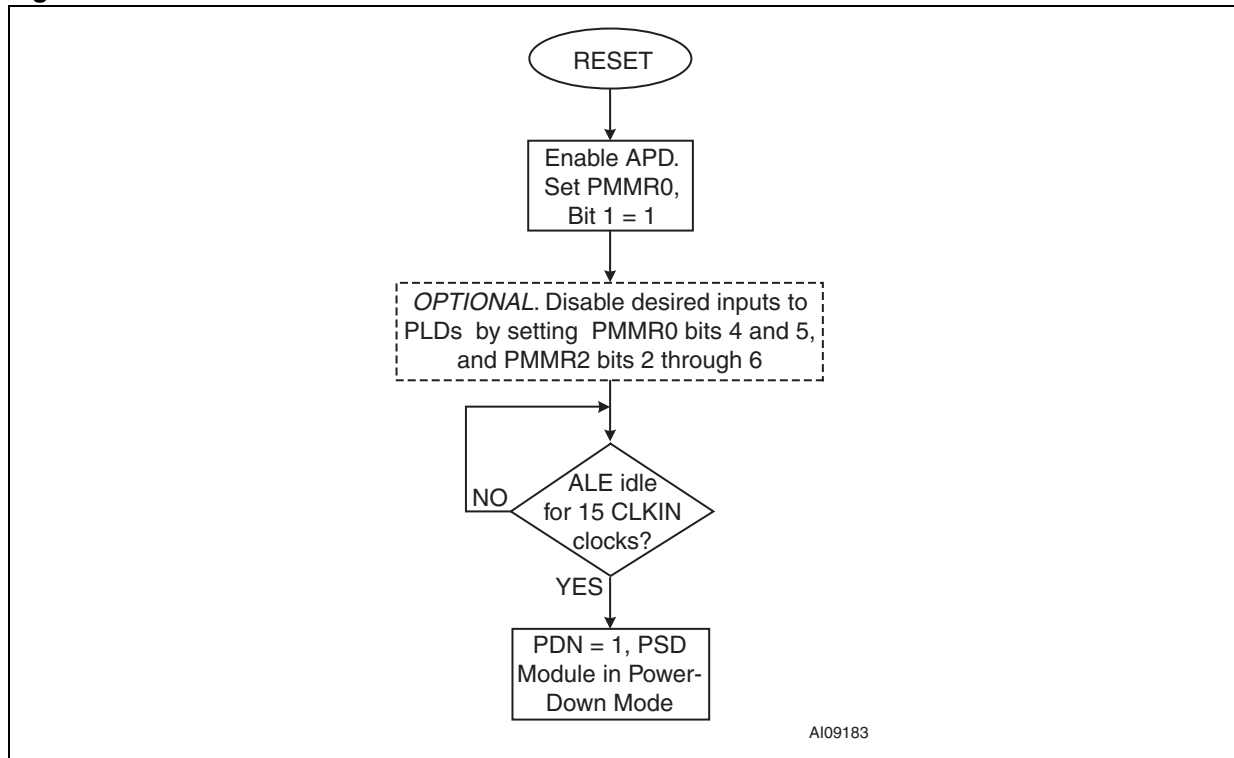 RESET
Enable APD.
Set PMMR0,
Bit 1 = 1
OPTIONAL. Disable desired inputs to
PLDs by setting PMMR0 bits 4 and 5,
and PMMR2 bits 2 through 6
ALE idle
for 15 CLKIN
clocks?
NO
YES
PDN = 1, PSD
Module in Power-
Down Mode
AI09183